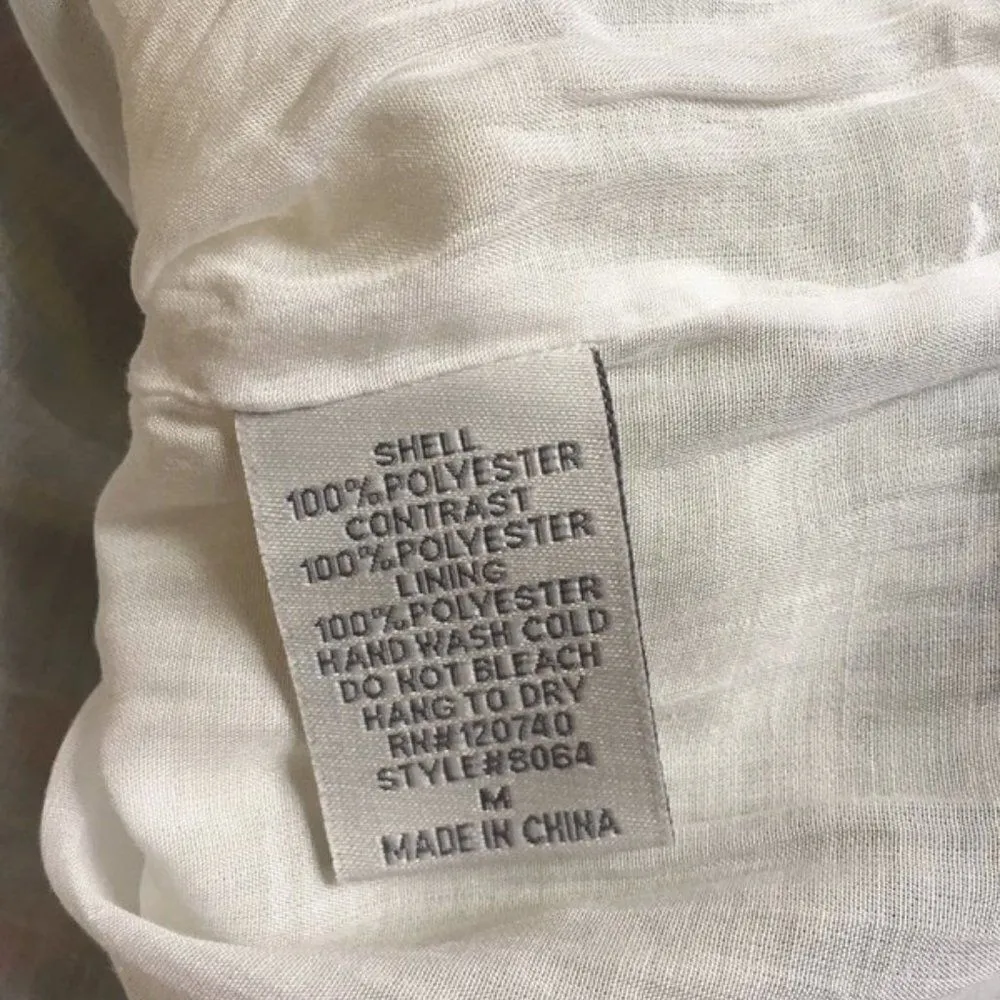 SHELL
100%POLYESTER
CONTRAST
100%POLYESTER
LINING
100%POLYESTER
HAND WASH COLD
DO NOT BLEACH
HANG TO DRY
RN#120740
STYLE#8064
M
MADE IN CHINA